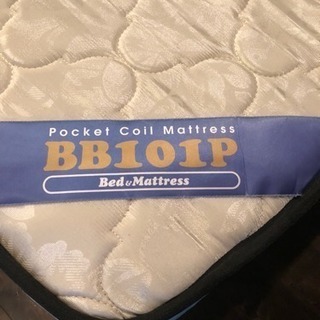 Pocket Coil Mattress
BB101P
Bed & Mattress